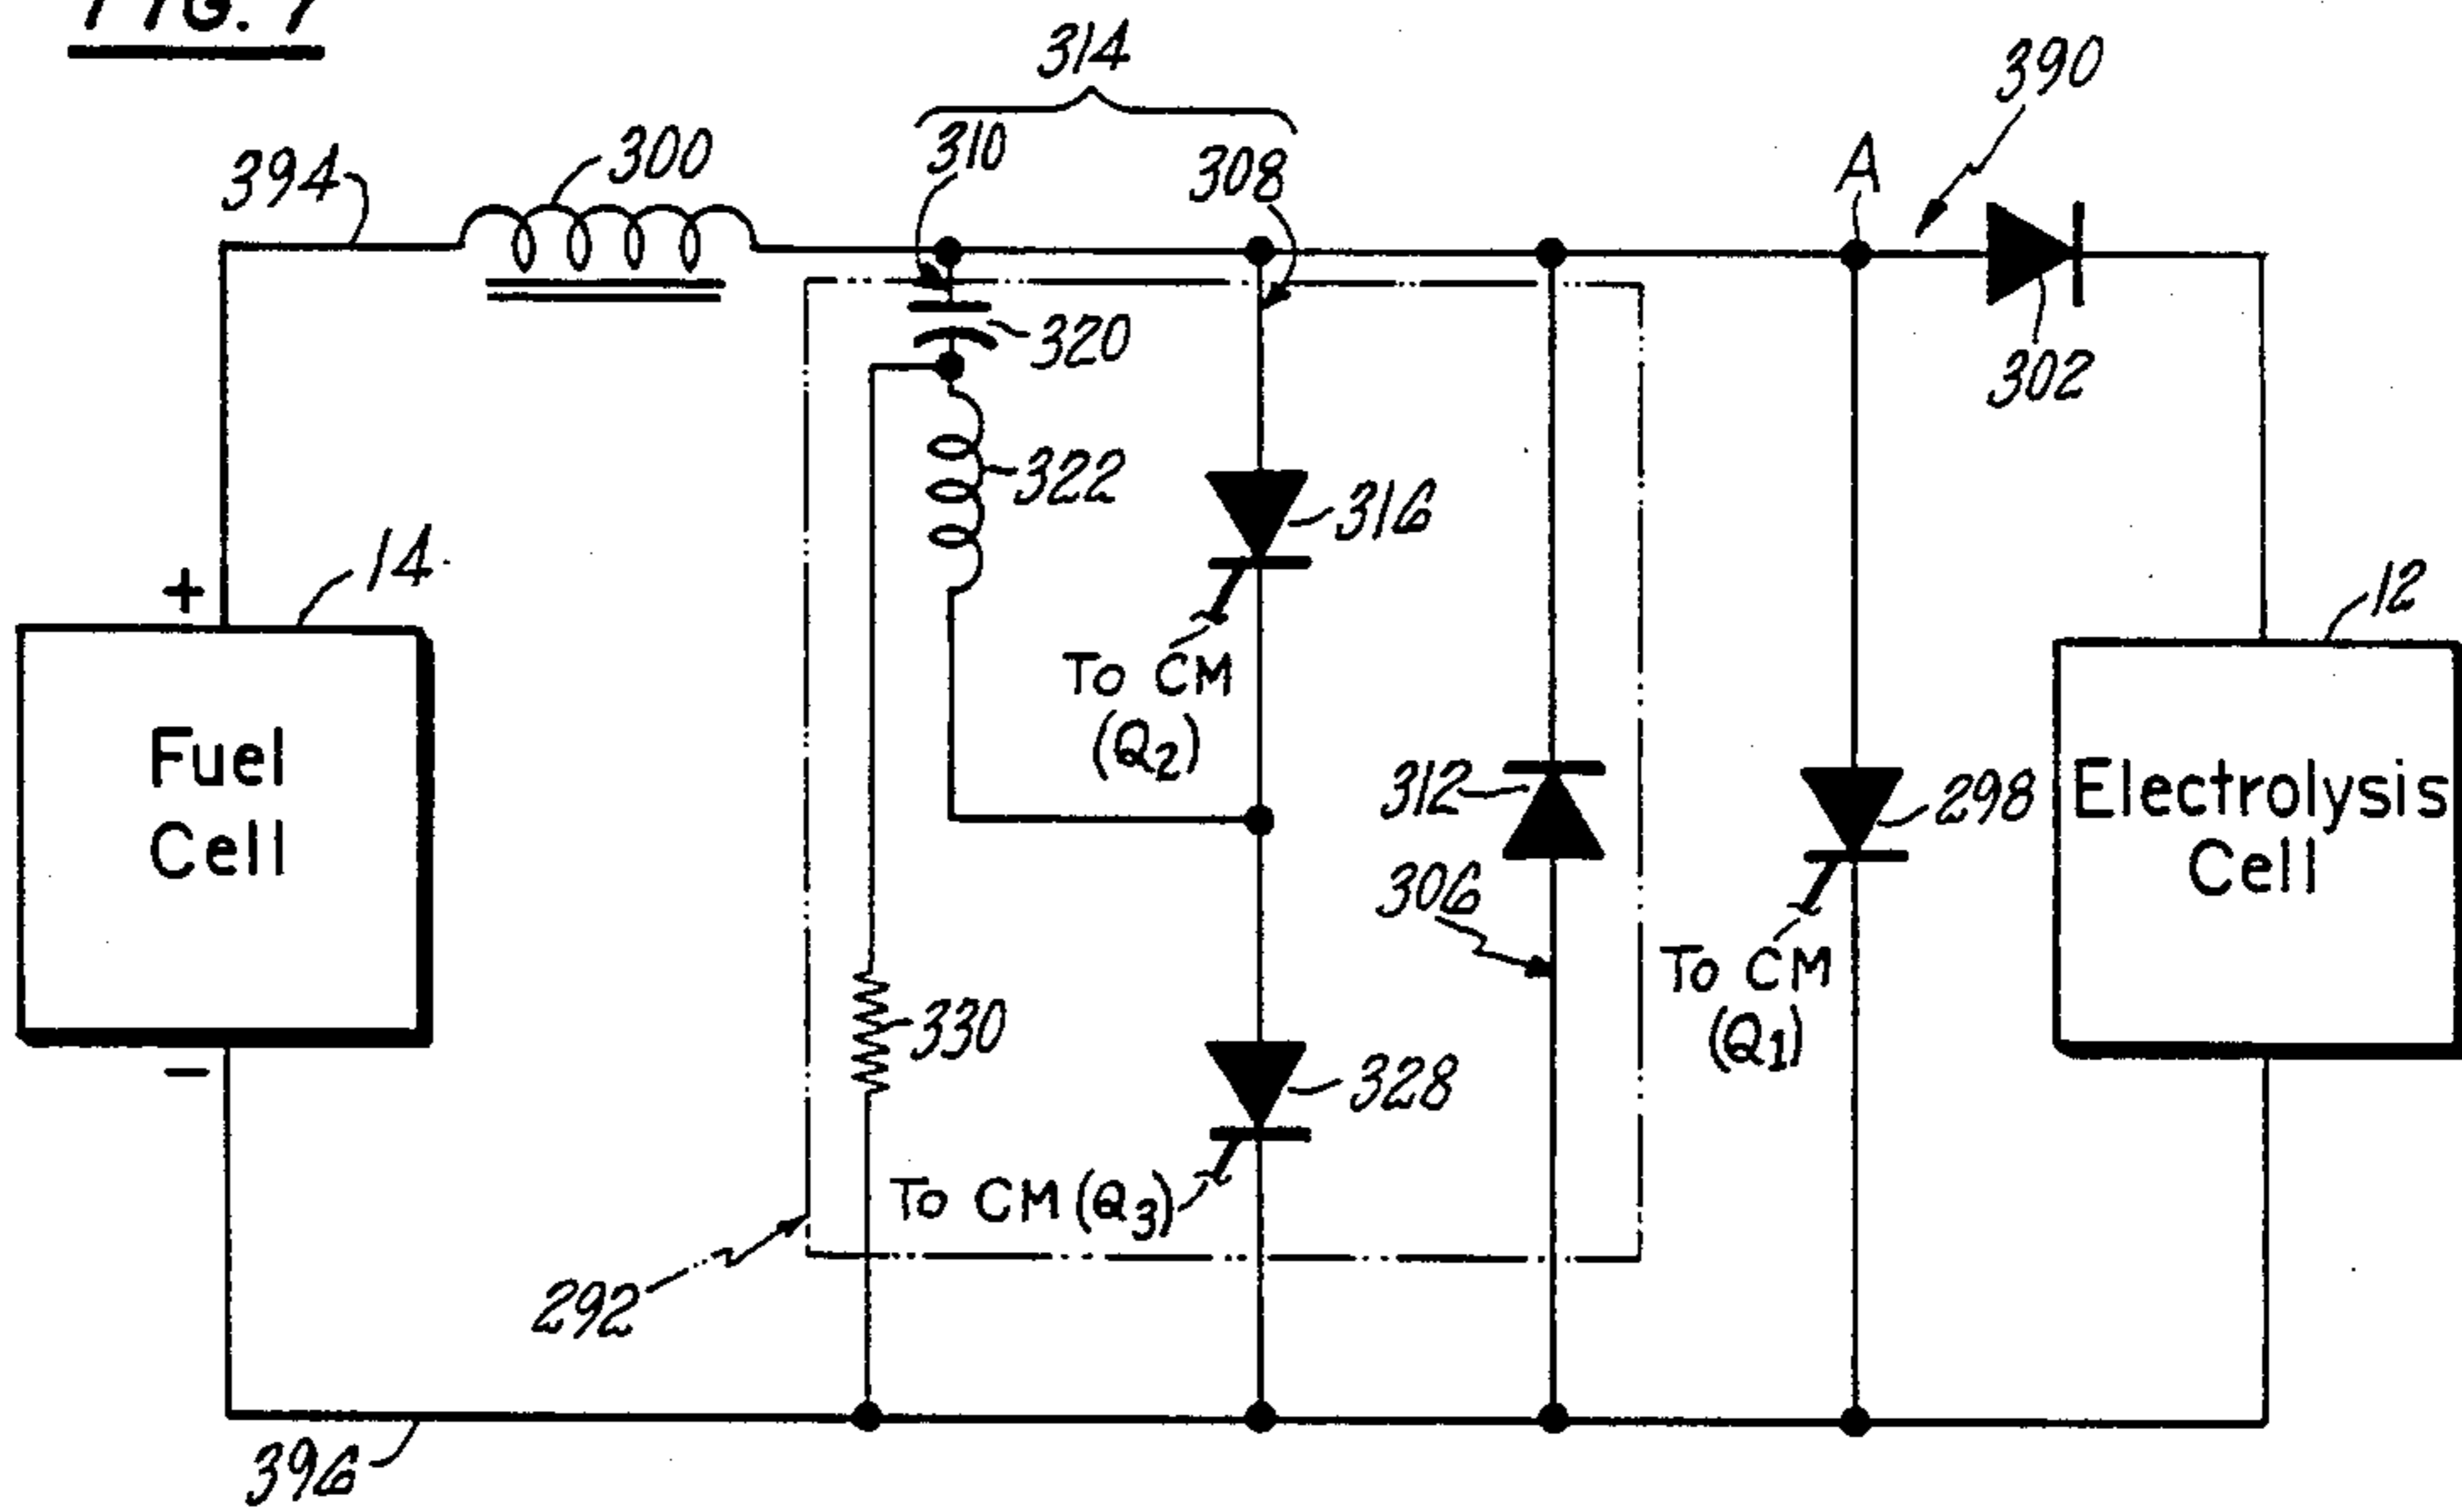 FIG. 7
314
390
310
308
A
394
300
320
302
322
316
14
+
12
To CM
(Q2)
Fuel
Cell
312
298
Electrolysis
Cell
306
To CM
(Q1)
330
328
−
To CM (Q3)
292
396